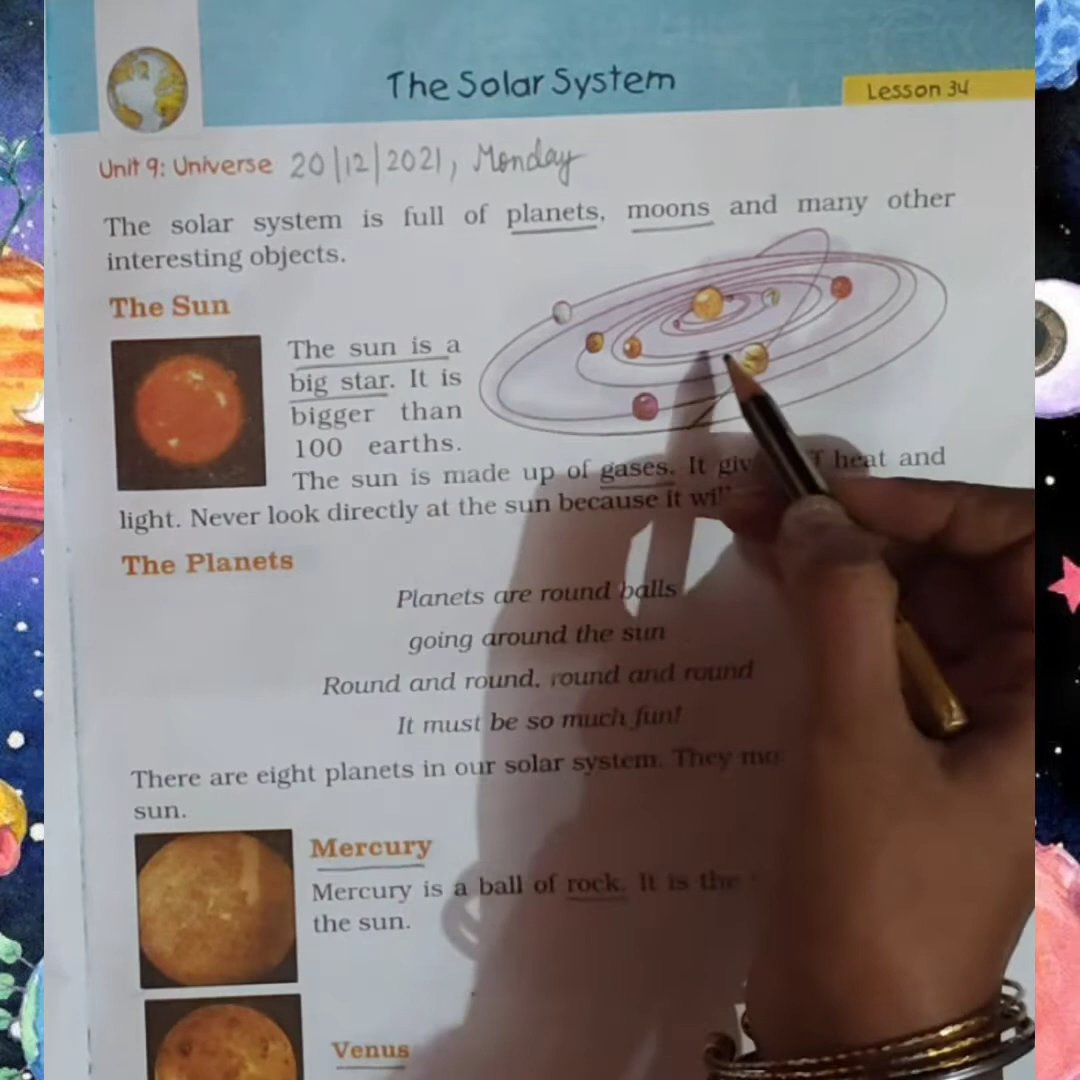 The Solar System
Lesson 34
Unit 9: Universe 20/12/2021, Monday
The solar system is full of planets, moons and many other
interesting objects.
The Sun
The sun is a
big star. It is
bigger than
100 earths.
The sun is made up of gases. It heat and
light. Never look directly at the sun because it
The Planets
Planets are round balls
going around the sun
Round and round, round and round
It must be so much fun!
There are eight planets in our solar system. They
sun.
Mercury
Mercury is a ball of rock. It is the
the sun.
Venus